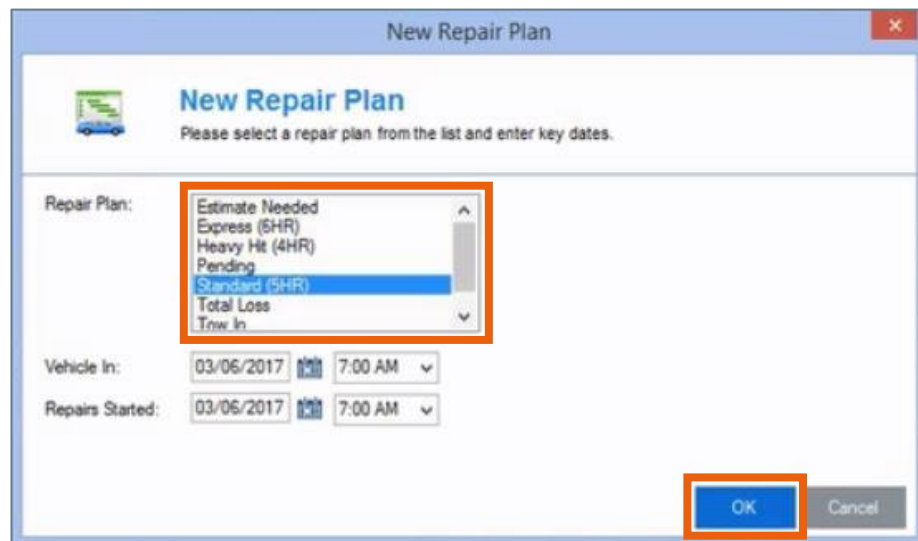 New Repair Plan
New Repair Plan
Please select a repair plan from the list and enter key dates.
Repair Plan:
Estimate Needed
Express (6HR)
Heavy Hit (4HR)
Pending
Standard (5HR)
Total Loss
Tow In
Vehicle In: 03/06/2017 7:00 AM
Repairs Started: 03/06/2017 7:00 AM
OK Cancel